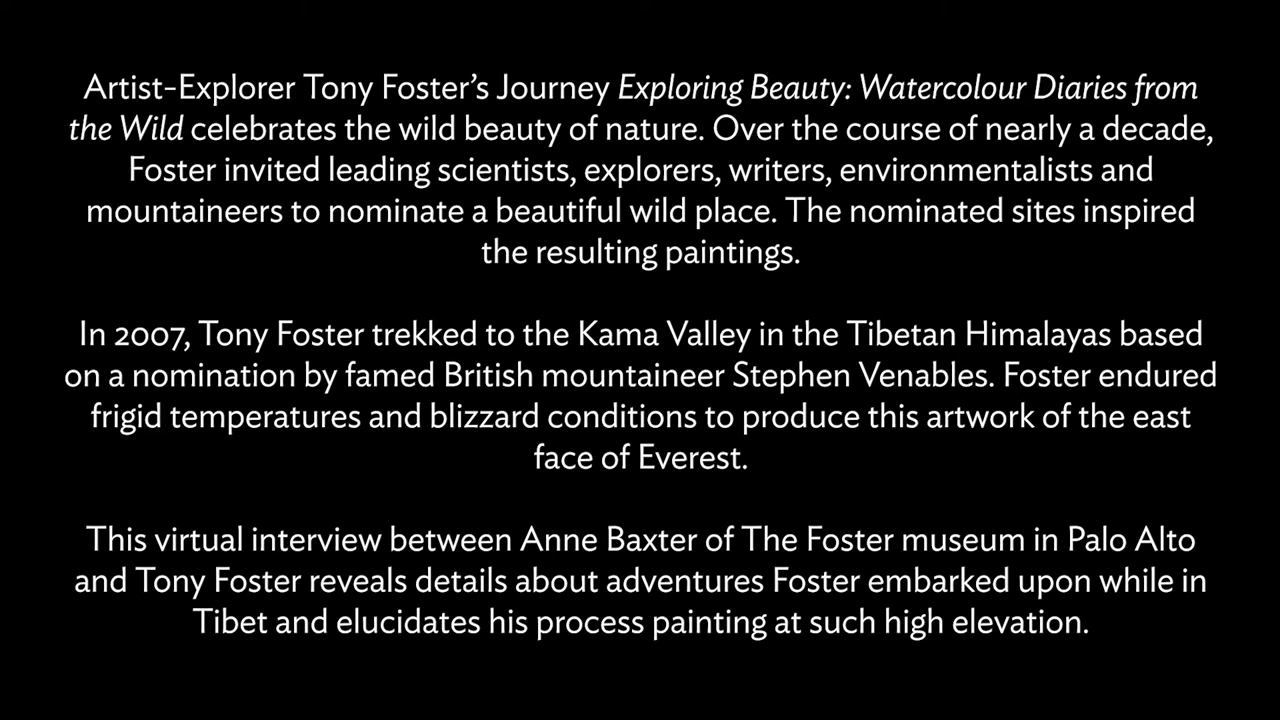 Artist-Explorer Tony Foster’s Journey Exploring Beauty: Watercolour Diaries from
the Wild celebrates the wild beauty of nature. Over the course of nearly a decade,
Foster invited leading scientists, explorers, writers, environmentalists and
mountaineers to nominate a beautiful wild place. The nominated sites inspired
the resulting paintings.
In 2007, Tony Foster trekked to the Kama Valley in the Tibetan Himalayas based
on a nomination by famed British mountaineer Stephen Venables. Foster endured
frigid temperatures and blizzard conditions to produce this artwork of the east
face of Everest.
This virtual interview between Anne Baxter of The Foster museum in Palo Alto
and Tony Foster reveals details about adventures Foster embarked upon while in
Tibet and elucidates his process painting at such high elevation.